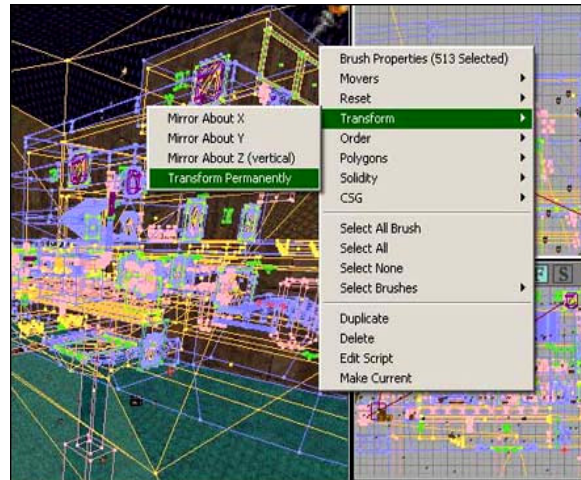 Brush Properties (513 Selected)
Movers
Reset
Transform
Order
Polygons
Solidity
CSG
Select All Brush
Select All
Select None
Select Brushes
Duplicate
Delete
Edit Script
Make Current
Mirror About X
Mirror About Y
Mirror About Z (vertical)
Transform Permanently
F S